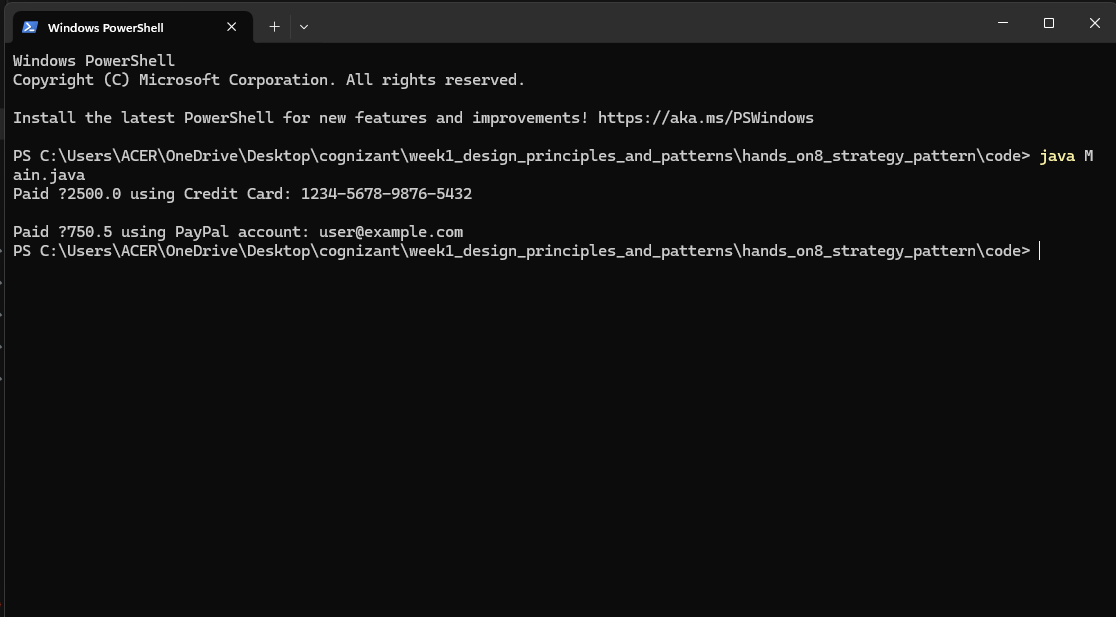 Windows PowerShell
Windows PowerShell
Copyright (C) Microsoft Corporation. All rights reserved.
Install the latest PowerShell for new features and improvements! https://aka.ms/PSWindows
PS C:\Users\ACER\OneDrive\Desktop\cognizant\week1_design_principles_and_patterns\hands_on8_strategy_pattern\code> java M
ain.java
Paid ?2500.0 using Credit Card: 1234-5678-9876-5432
Paid ?750.5 using PayPal account: user@example.com
PS C:\Users\ACER\OneDrive\Desktop\cognizant\week1_design_principles_and_patterns\hands_on8_strategy_pattern\code>